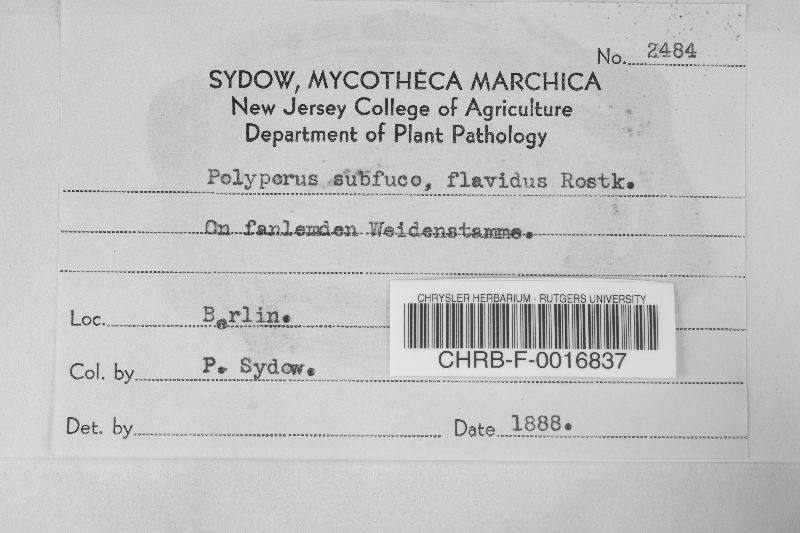 No. 2484
SYDOW, MYCOTHECA MARCHICA
New Jersey College of Agriculture
Department of Plant Pathology
Polyporus subfuco, flavidus Rostk.
On fanlemden Weidenstamme.
Loc. Berlin.
CHRYSLER HERBARIUM - RUTGERS UNIVERSITY
CHRB-F-0016837
Col. by P. Sydow.
Det. by
Date 1888.